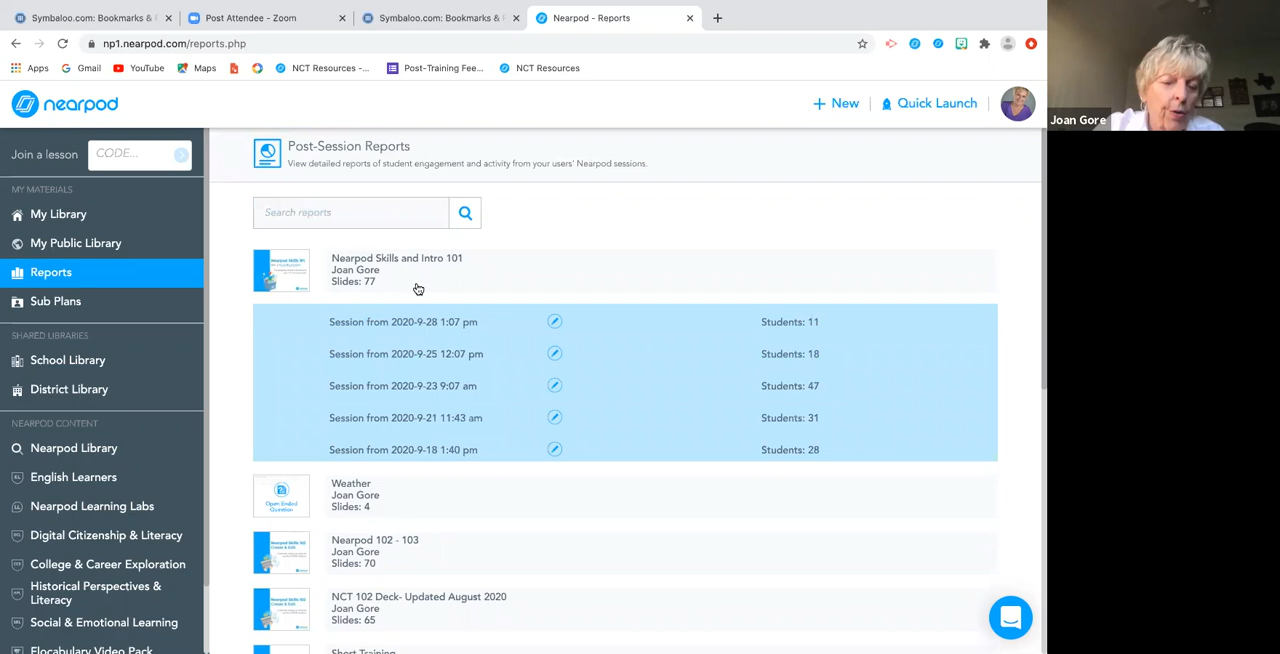 Symbaloo.com: Bookmarks &
Post Attendee - Zoom
Symbaloo.com: Bookmarks &
Nearpod - Reports
np1.nearpod.com/reports.php
Apps
Gmail
YouTube
Maps
NCT Resources -...
Post-Training Fee...
NCT Resources
nearpod
+ New
Quick Launch
Joan Gore
Join a lesson
CODE...
MY MATERIALS
My Library
My Public Library
Reports
Sub Plans
SHARED LIBRARIES
School Library
District Library
NEARPOD CONTENT
Nearpod Library
English Learners
Nearpod Learning Labs
Digital Citizenship & Literacy
College & Career Exploration
Historical Perspectives &
Literacy
Social & Emotional Learning
Flocabulary Video Pack
Post-Session Reports
View detailed reports of student engagement and activity from your users' Nearpod sessions.
Search reports
Nearpod Skills and Intro 101
Joan Gore
Slides: 77
Session from 2020-9-28 1:07 pm
Students: 11
Session from 2020-9-25 12:07 pm
Students: 18
Session from 2020-9-23 9:07 am
Students: 47
Session from 2020-9-21 11:43 am
Students: 31
Session from 2020-9-18 1:40 pm
Students: 28
Open Ended
Question
Weather
Joan Gore
Slides: 4
Nearpod 102 - 103
Joan Gore
Slides: 70
NCT 102 Deck- Updated August 2020
Joan Gore
Slides: 65
Short Training